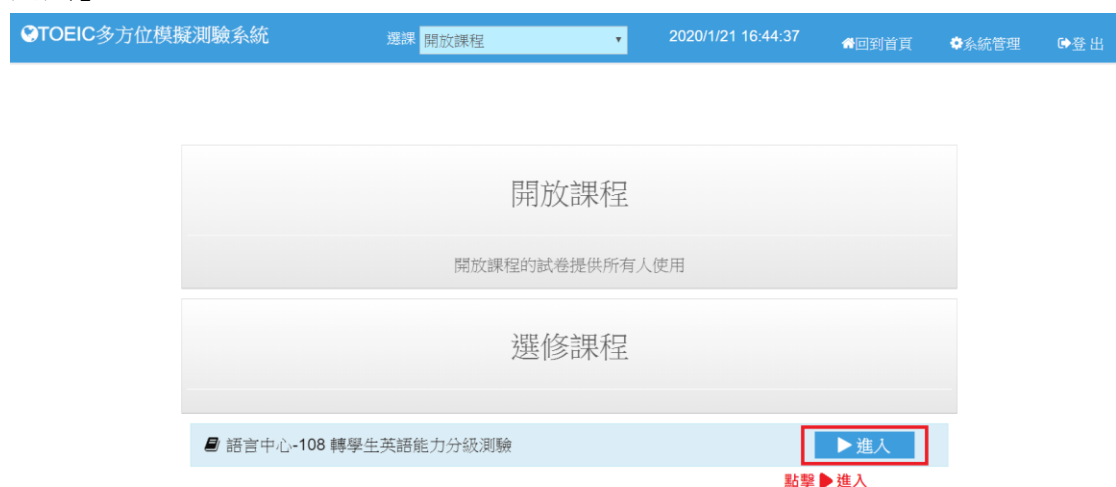 TOEIC多方位模擬測驗系統 選課 開放課程 2020/1/21 16:44:37 回到首頁 系統管理 登 出
開放課程
開放課程的試卷提供所有人使用
選修課程
語言中心-108 轉學生英語能力分級測驗 ▶進入
點擊▶進入